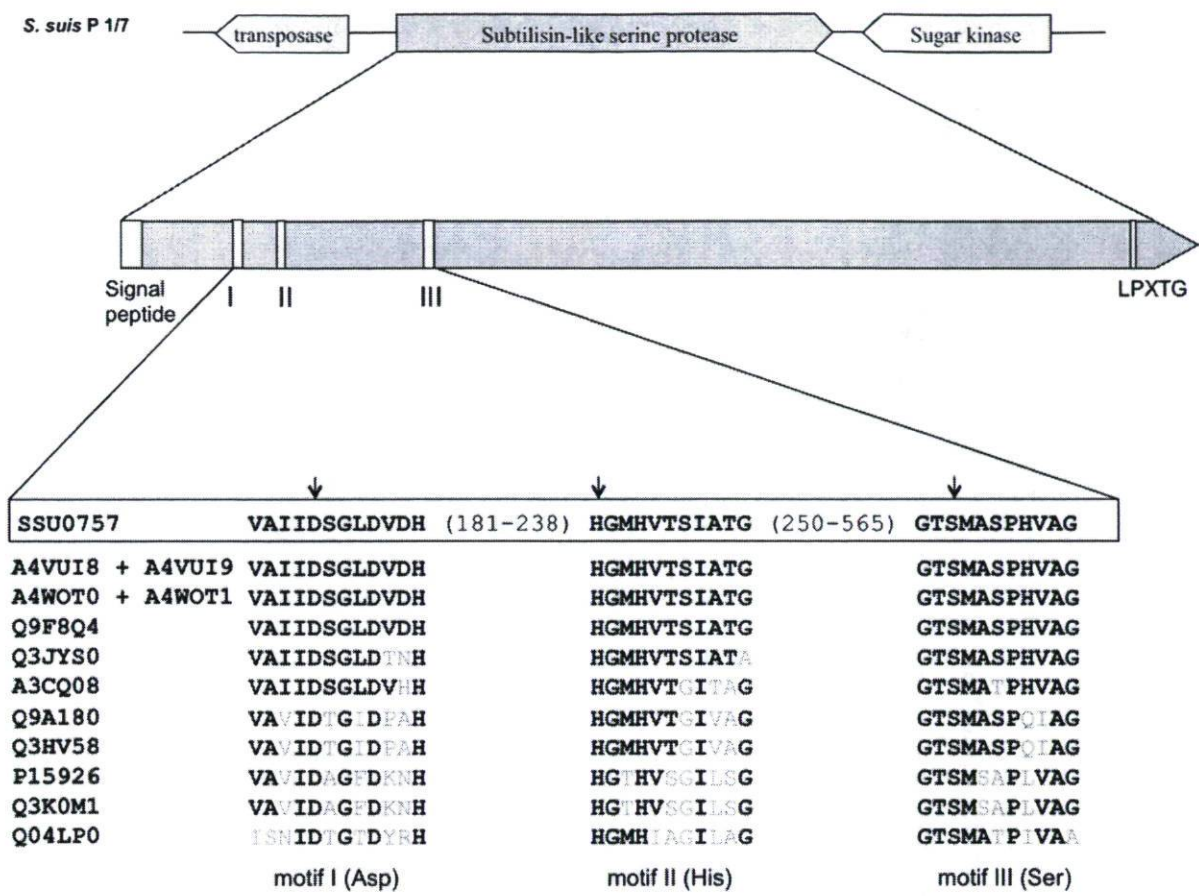 S. suis P 1/7 transposase Subtilisin-like serine protease Sugar kinase
Signal peptide I II III LPXTG
SSU0757 VAIIDSGLDVDH (181-238) HGMHVTSIATG (250-565) GTSMASPHVAG
A4VUI8 + A4VUI9 VAIIDSGLDVDH HGMHVTSIATG GTSMASPHVAG
A4WOT0 + A4WOT1 VAIIDSGLDVDH HGMHVTSIATG GTSMASPHVAG
Q9F8Q4 VAIIDSGLDVDH HGMHVTSIATG GTSMASPHVAG
Q3JYS0 VAIIDSGLDTNH HGMHVTSIATA GTSMASPHVAG
A3CQ08 VAIIDSGLDVHH HGMHVTGITAG GTSMATPHVAG
Q9A180 VAVIDTGIDPAH HGMHVTGIVAG GTSMASPQIAG
Q3HV58 VAVIDTGIDPAH HGMHVTGIVAG GTSMASPQIAG
P15926 VAVIDAGFDKNH HGTHVSGILSG GTSMSAPLVAG
Q3K0M1 VAVIDAGFDKNH HGTHVSGILSG GTSMSAPLVAG
Q04LP0 ISNIDTGTDYRH HGMHIAGILAG GTSMATPIVAA
motif I (Asp) motif II (His) motif III (Ser)